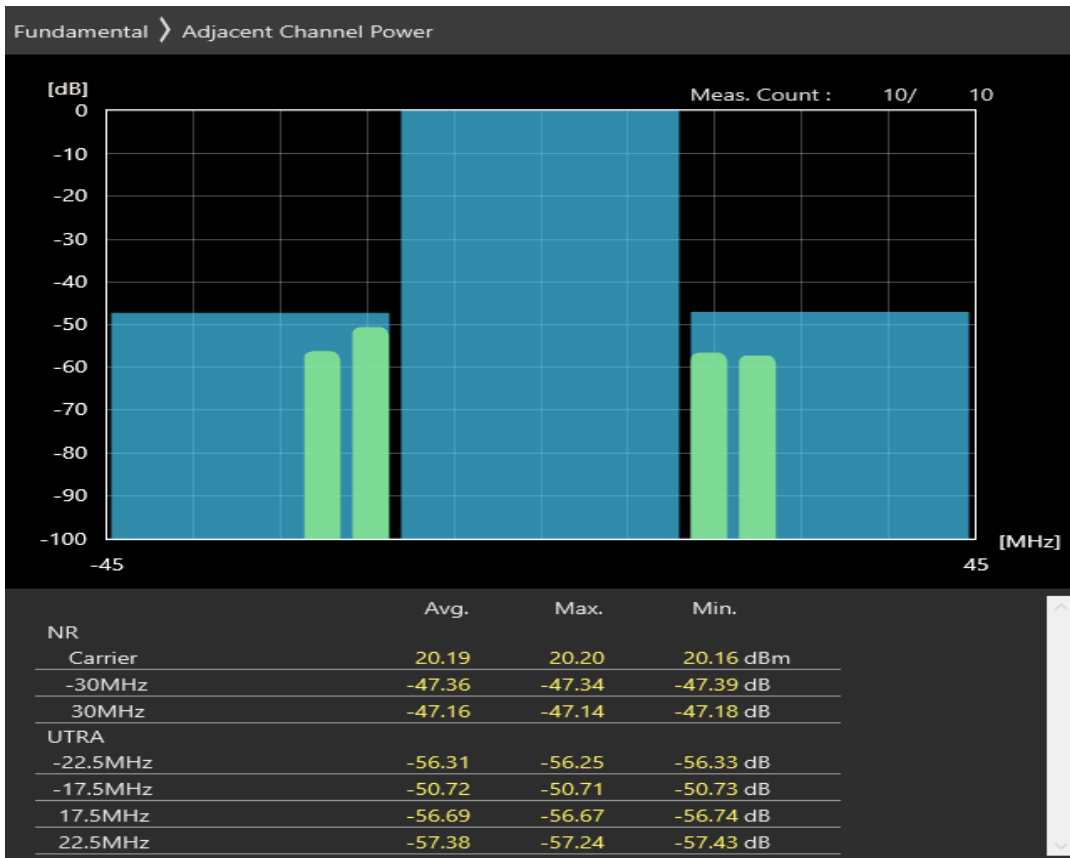 Fundamental 〉 Adjacent Channel Power
[dB]
Meas. Count : 10/ 10
0
-10
-20
-30
-40
-50
-60
-70
-80
-90
-100
[MHz]
-45 45
Avg. Max. Min.
NR
Carrier 20.19 20.20 20.16 dBm
-30MHz -47.36 -47.34 -47.39 dB
30MHz -47.16 -47.14 -47.18 dB
UTRA
-22.5MHz -56.31 -56.25 -56.33 dB
-17.5MHz -50.72 -50.71 -50.73 dB
17.5MHz -56.69 -56.67 -56.74 dB
22.5MHz -57.38 -57.24 -57.43 dB